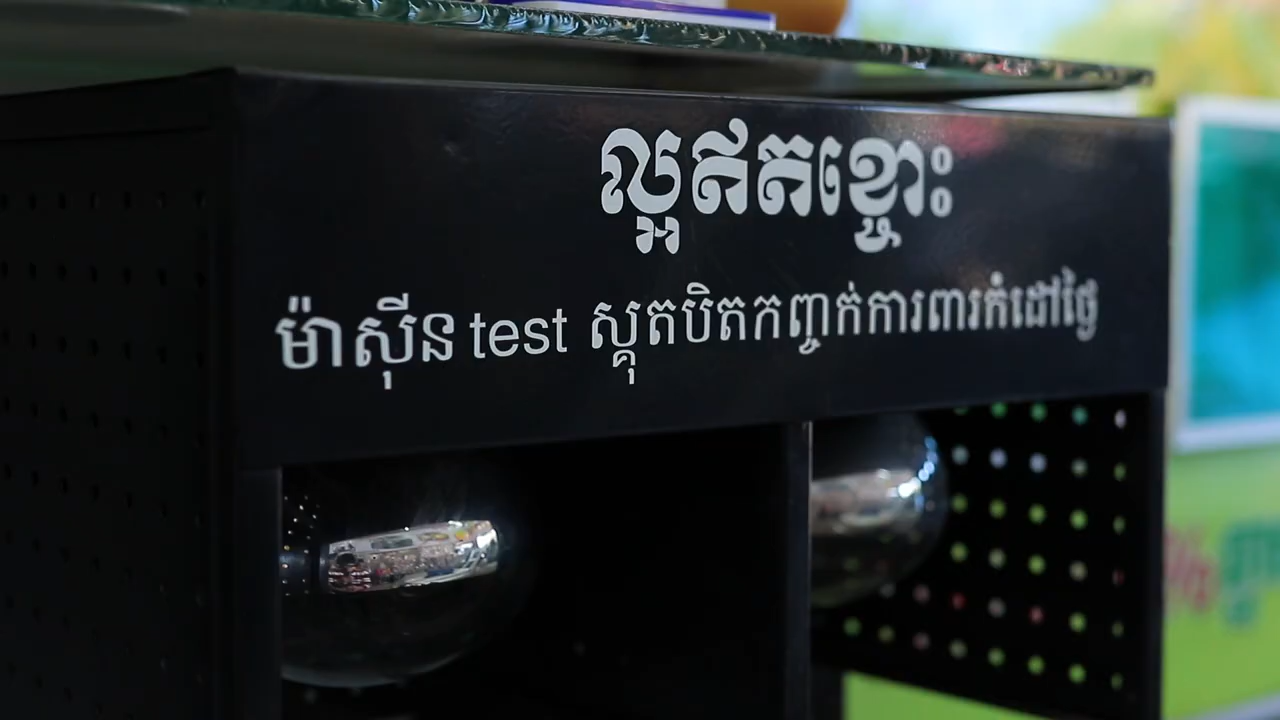 ល្អឥតខ្ចោះ
ម៉ាស៊ីន test ស្គុតបិតកញ្ចក់ការពារកំដៅថ្ងៃ